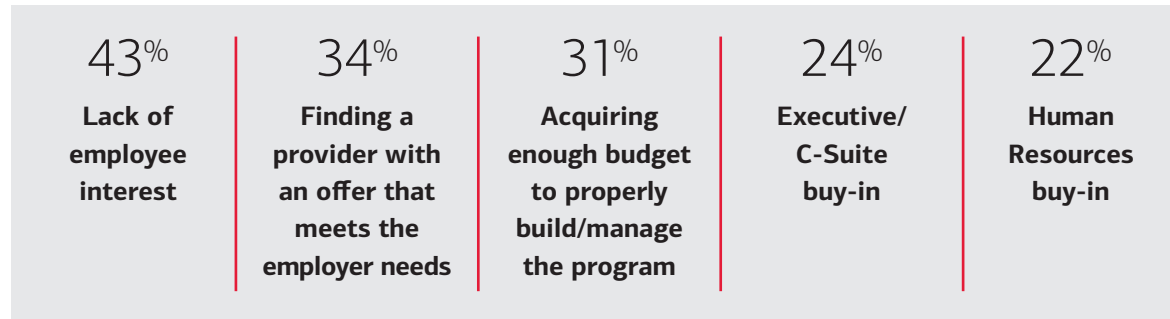 43%
Lack of
employee
interest
34%
Finding a
provider with
an offer that
meets the
employer needs
31%
Acquiring
enough budget
to properly
build/manage
the program
24%
Executive/
C-Suite
buy-in
22%
Human
Resources
buy-in